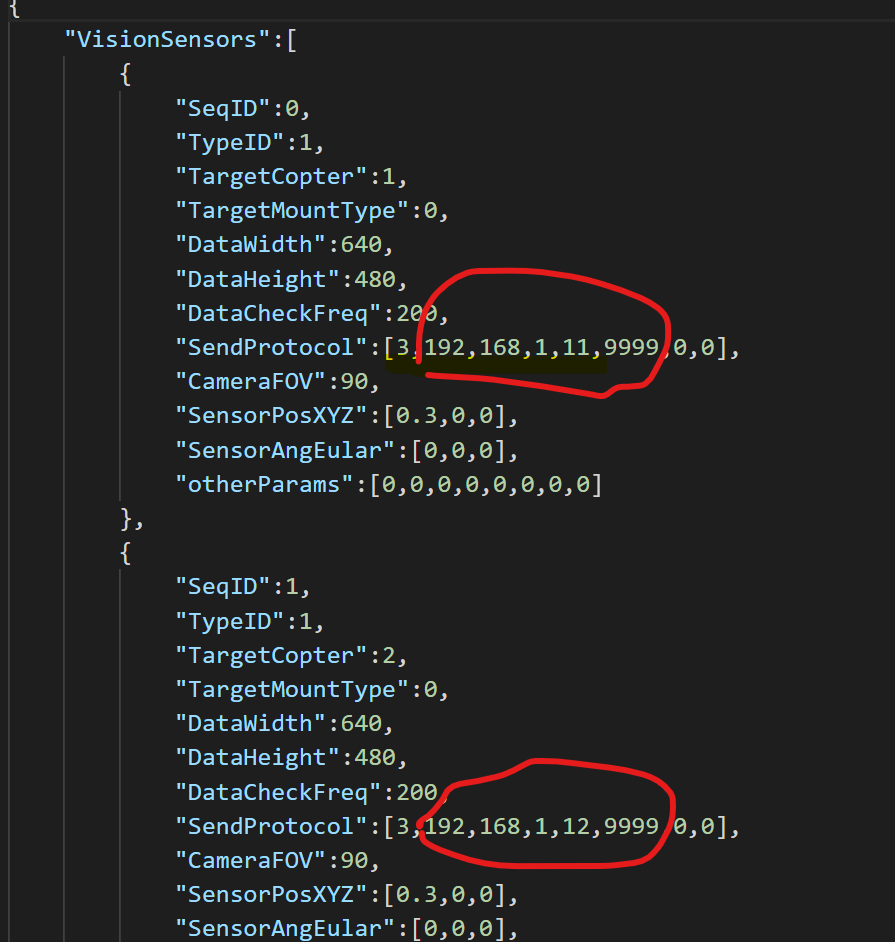 {
"VisionSensors":[
{
"SeqID":0,
"TypeID":1,
"TargetCopter":1,
"TargetMountType":0,
"DataWidth":640,
"DataHeight":480,
"DataCheckFreq":200,
"SendProtocol":[3,192,168,1,11,9999,0,0],
"CameraFOV":90,
"SensorPosXYZ":[0.3,0,0],
"SensorAngEular":[0,0,0],
"otherParams":[0,0,0,0,0,0,0,0]
},
{
"SeqID":1,
"TypeID":1,
"TargetCopter":2,
"TargetMountType":0,
"DataWidth":640,
"DataHeight":480,
"DataCheckFreq":200,
"SendProtocol":[3,192,168,1,12,9999,0,0],
"CameraFOV":90,
"SensorPosXYZ":[0.3,0,0],
"SensorAngEular":[0,0,0],